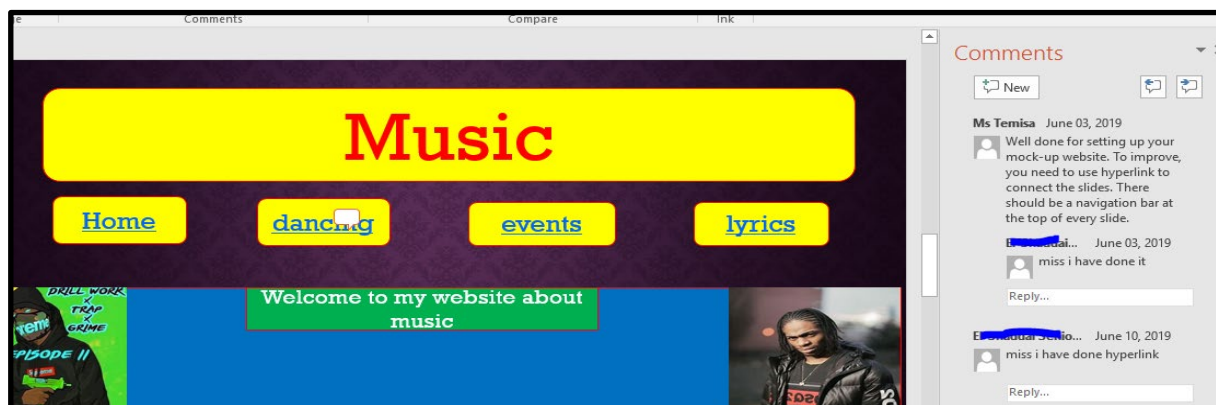 Comments
Compare
Ink
Music
Home
dancing
events
lyrics
DRILL WORK
X
TRAP
X
GRIME
EPISODE II
Welcome to my website about
music
Comments
New
Ms Temisa June 03, 2019
Well done for setting up your
mock-up website. To improve,
you need to use hyperlink to
connect the slides. There
should be a navigation bar at
the top of every slide.
June 03, 2019
miss i have done it
Reply...
June 10, 2019
miss i have done hyperlink
Reply...